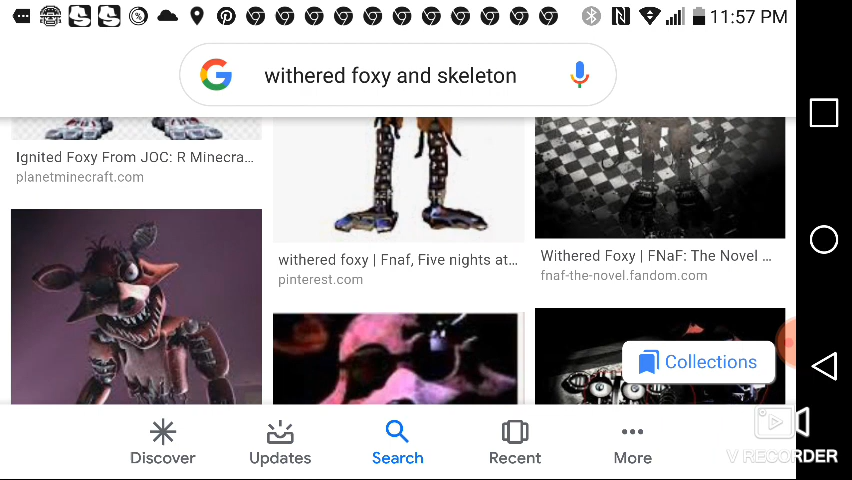 11:57 PM
withered foxy and skeleton
Ignited Foxy From JOC: R Minecra...
planetminecraft.com
withered foxy | Fnaf, Five nights at...
pinterest.com
Withered Foxy | FNaF: The Novel ...
fnaf-the-novel.fandom.com
Collections
Discover
Updates
Search
Recent
More
V RECORDER